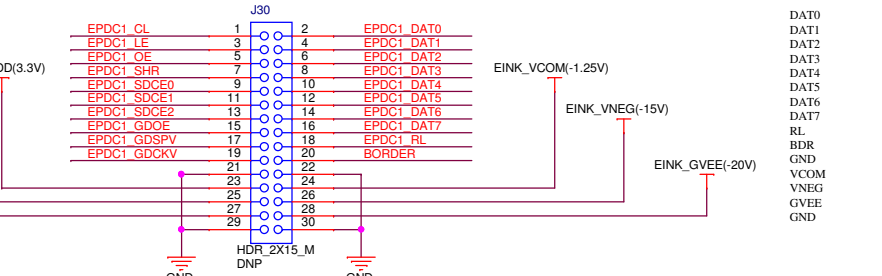 J30
EPDC1_CL 1 2 EPDC1_DAT0
EPDC1_LE 3 4 EPDC1_DAT1
EPDC1_OE 5 6 EPDC1_DAT2
EPDC1_SHR 7 8 EPDC1_DAT3
EPDC1_SDCE0 9 10 EPDC1_DAT4
EPDC1_SDCE1 11 12 EPDC1_DAT5
EPDC1_SDCE2 13 14 EPDC1_DAT6
EPDC1_GDOE 15 16 EPDC1_DAT7
EPDC1_GDSPV 17 18 EPDC1_RL
EPDC1_GDCKV 19 20 BORDER
21 22
23 24
25 26
27 28
29 30
HDR_2X15_M
DNP
DD(3.3V)
EINK_VCOM(-1.25V)
EINK_VNEG(-15V)
EINK_GVEE(-20V)
GND
GND
DAT0
DAT1
DAT2
DAT3
DAT4
DAT5
DAT6
DAT7
RL
BDR
GND
VCOM
VNEG
GVEE
GND